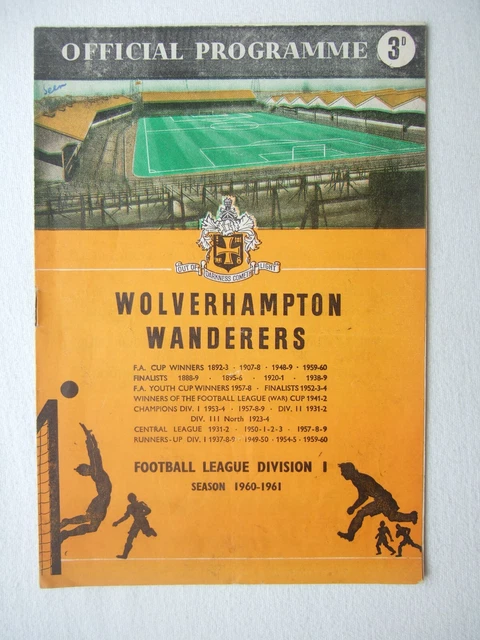 OFFICIAL PROGRAMME 3D
OUT OF DARKNESS COMETH LIGHT
WOLVERHAMPTON
WANDERERS
F.A. CUP WINNERS 1892-3 · 1907-8 · 1948-9 · 1959-60
FINALISTS 1888-9 · 1895-6 · 1920-1 · 1938-9
F.A. YOUTH CUP WINNERS 1957-8 · FINALISTS 1952-3-4
WINNERS OF THE FOOTBALL LEAGUE (WAR) CUP 1941-2
CHAMPIONS DIV. I 1953-4 · 1957-8-9 · DIV. II 1931-2
DIV. III North 1923-4
CENTRAL LEAGUE 1931-2 · 1950-1-2-3 · 1957-8-9
RUNNERS-UP DIV. I 1937-8-9 · 1949-50 · 1954-5 · 1959-60
FOOTBALL LEAGUE DIVISION I
SEASON 1960-1961